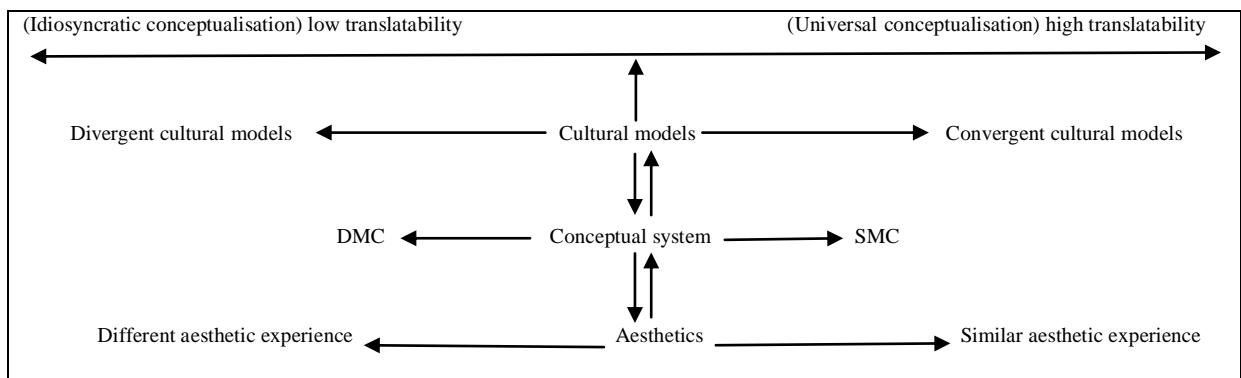 (Idiosyncratic conceptualisation) low translatability (Universal conceptualisation) high translatability
Divergent cultural models Cultural models Convergent cultural models
DMC Conceptual system SMC
Different aesthetic experience Aesthetics Similar aesthetic experience